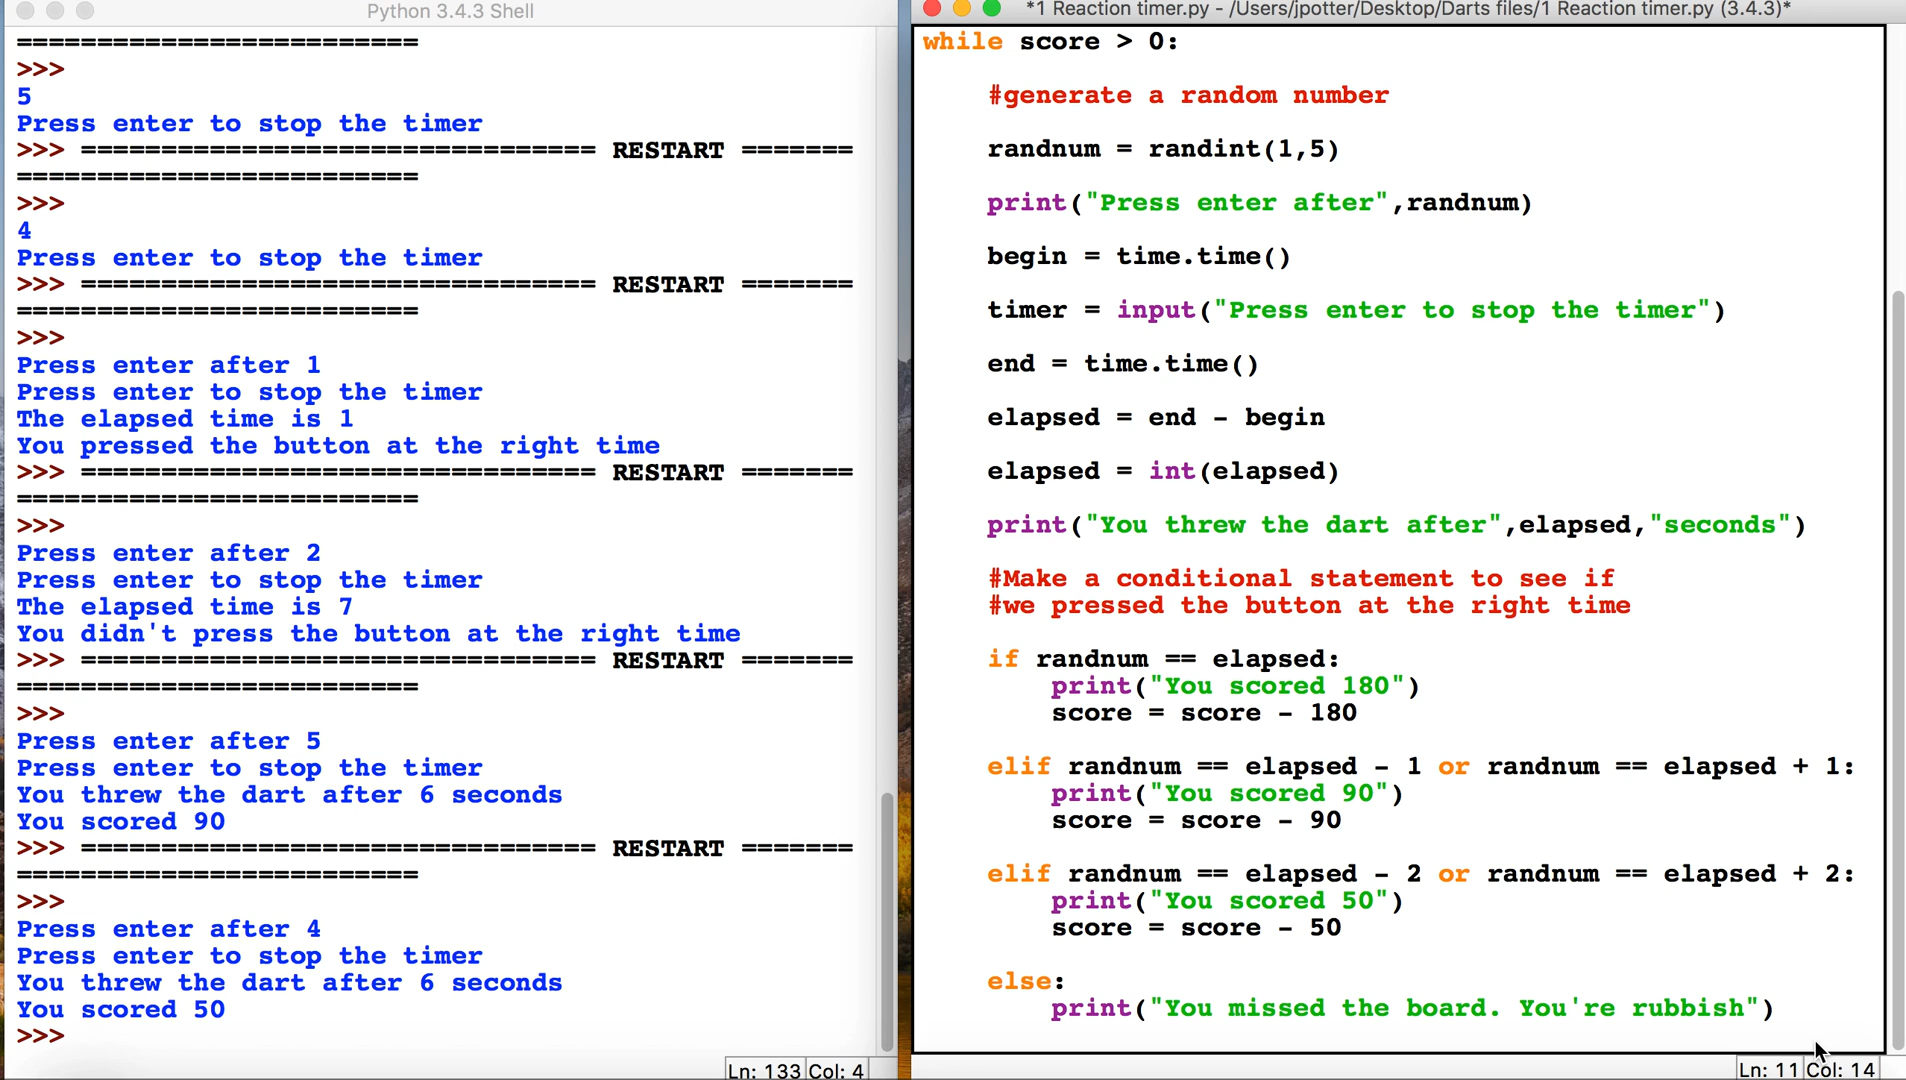 Python 3.4.3 Shell
=========================
>>>
5
Press enter to stop the timer
>>> ================================ RESTART =======
=========================
>>>
4
Press enter to stop the timer
>>> ================================ RESTART =======
=========================
>>>
Press enter after 1
Press enter to stop the timer
The elapsed time is 1
You pressed the button at the right time
>>> ================================ RESTART =======
=========================
>>>
Press enter after 2
Press enter to stop the timer
The elapsed time is 7
You didn't press the button at the right time
>>> ================================ RESTART =======
=========================
>>>
Press enter after 5
Press enter to stop the timer
You threw the dart after 6 seconds
You scored 90
>>> ================================ RESTART =======
=========================
>>>
Press enter after 4
Press enter to stop the timer
You threw the dart after 6 seconds
You scored 50
>>>
Ln: 133 Col: 4
*1 Reaction timer.py - /Users/jpotter/Desktop/Darts files/1 Reaction timer.py (3.4.3)*
while score > 0:
#generate a random number
randnum = randint(1,5)
print("Press enter after",randnum)
begin = time.time()
timer = input("Press enter to stop the timer")
end = time.time()
elapsed = end - begin
elapsed = int(elapsed)
print("You threw the dart after",elapsed,"seconds")
#Make a conditional statement to see if
#we pressed the button at the right time
if randnum == elapsed:
print("You scored 180")
score = score - 180
elif randnum == elapsed - 1 or randnum == elapsed + 1:
print("You scored 90")
score = score - 90
elif randnum == elapsed - 2 or randnum == elapsed + 2:
print("You scored 50")
score = score - 50
else:
print("You missed the board. You're rubbish")
Ln: 11 Col: 14